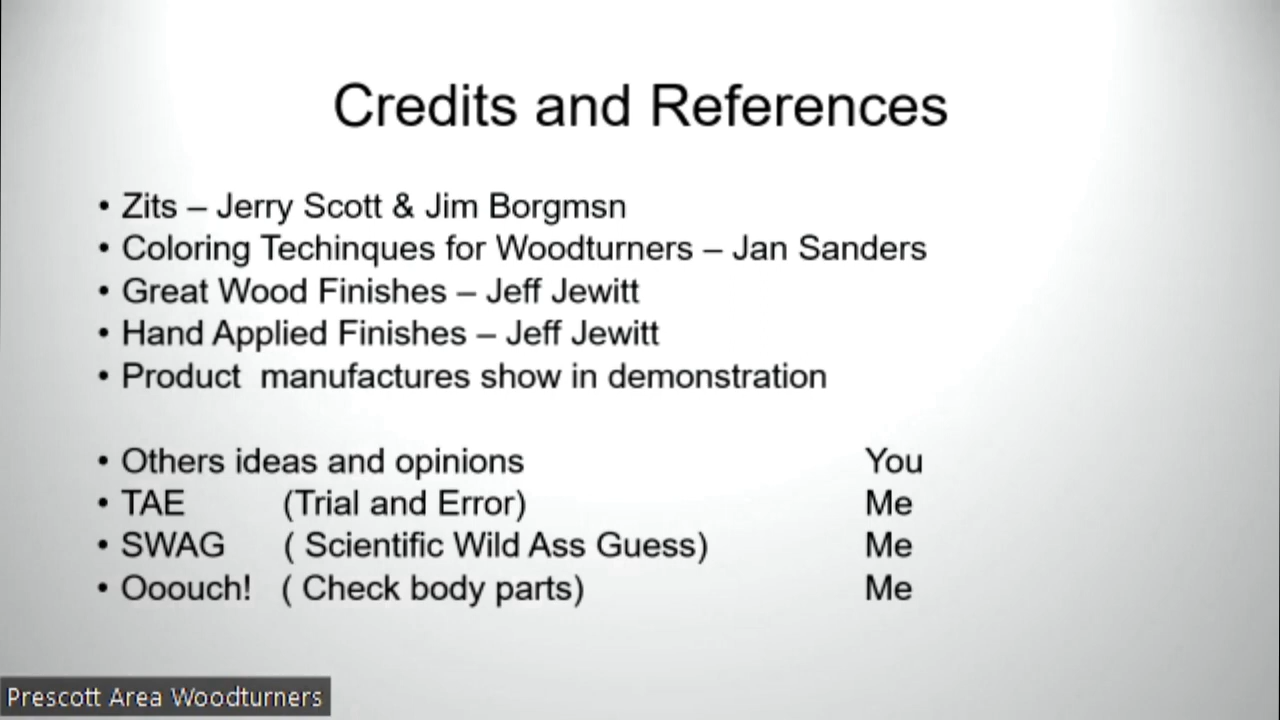 Credits and References
• Zits – Jerry Scott & Jim Borgmsn
• Coloring Techinques for Woodturners – Jan Sanders
• Great Wood Finishes – Jeff Jewitt
• Hand Applied Finishes – Jeff Jewitt
• Product  manufactures show in demonstration
• Others ideas and opinions You
• TAE (Trial and Error) Me
• SWAG ( Scientific Wild Ass Guess) Me
• Ooouch! ( Check body parts) Me
Prescott Area Woodturners